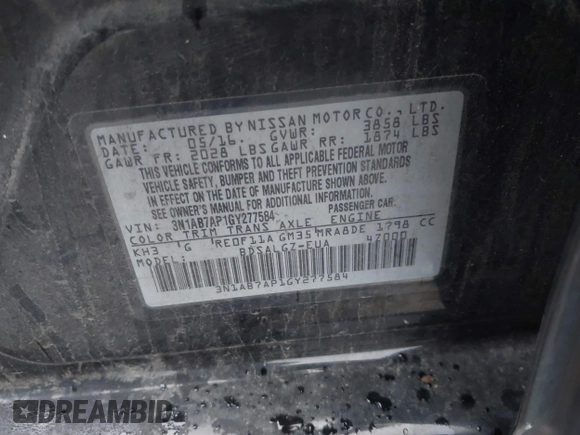 MANUFACTURED BY NISSAN MOTOR CO., LTD.
DATE: 05/16. GVWR: 3858 LBS
GAWR FR: 2028 LBS GAWR RR: 1874 LBS
THIS VEHICLE CONFORMS TO ALL APPLICABLE FEDERAL MOTOR
VEHICLE SAFETY, BUMPER AND THEFT PREVENTION STANDARDS
IN EFFECT ON THE DATE OF MANUFACTURE SHOWN ABOVE.
SEE OWNER'S MANUAL FOR ADDITIONAL INFORMATION.
VIN: 3N1AB7AP1GY277584 PASSENGER CAR.
COLOR TRIM TRANS AXLE ENGINE
KH3 'G 'RE0F11A GM35 'MRA8DE 1798 CC
MODEL: BDSALGZ-EUA 42000
3N1AB7AP1GY277584
DREAMBID